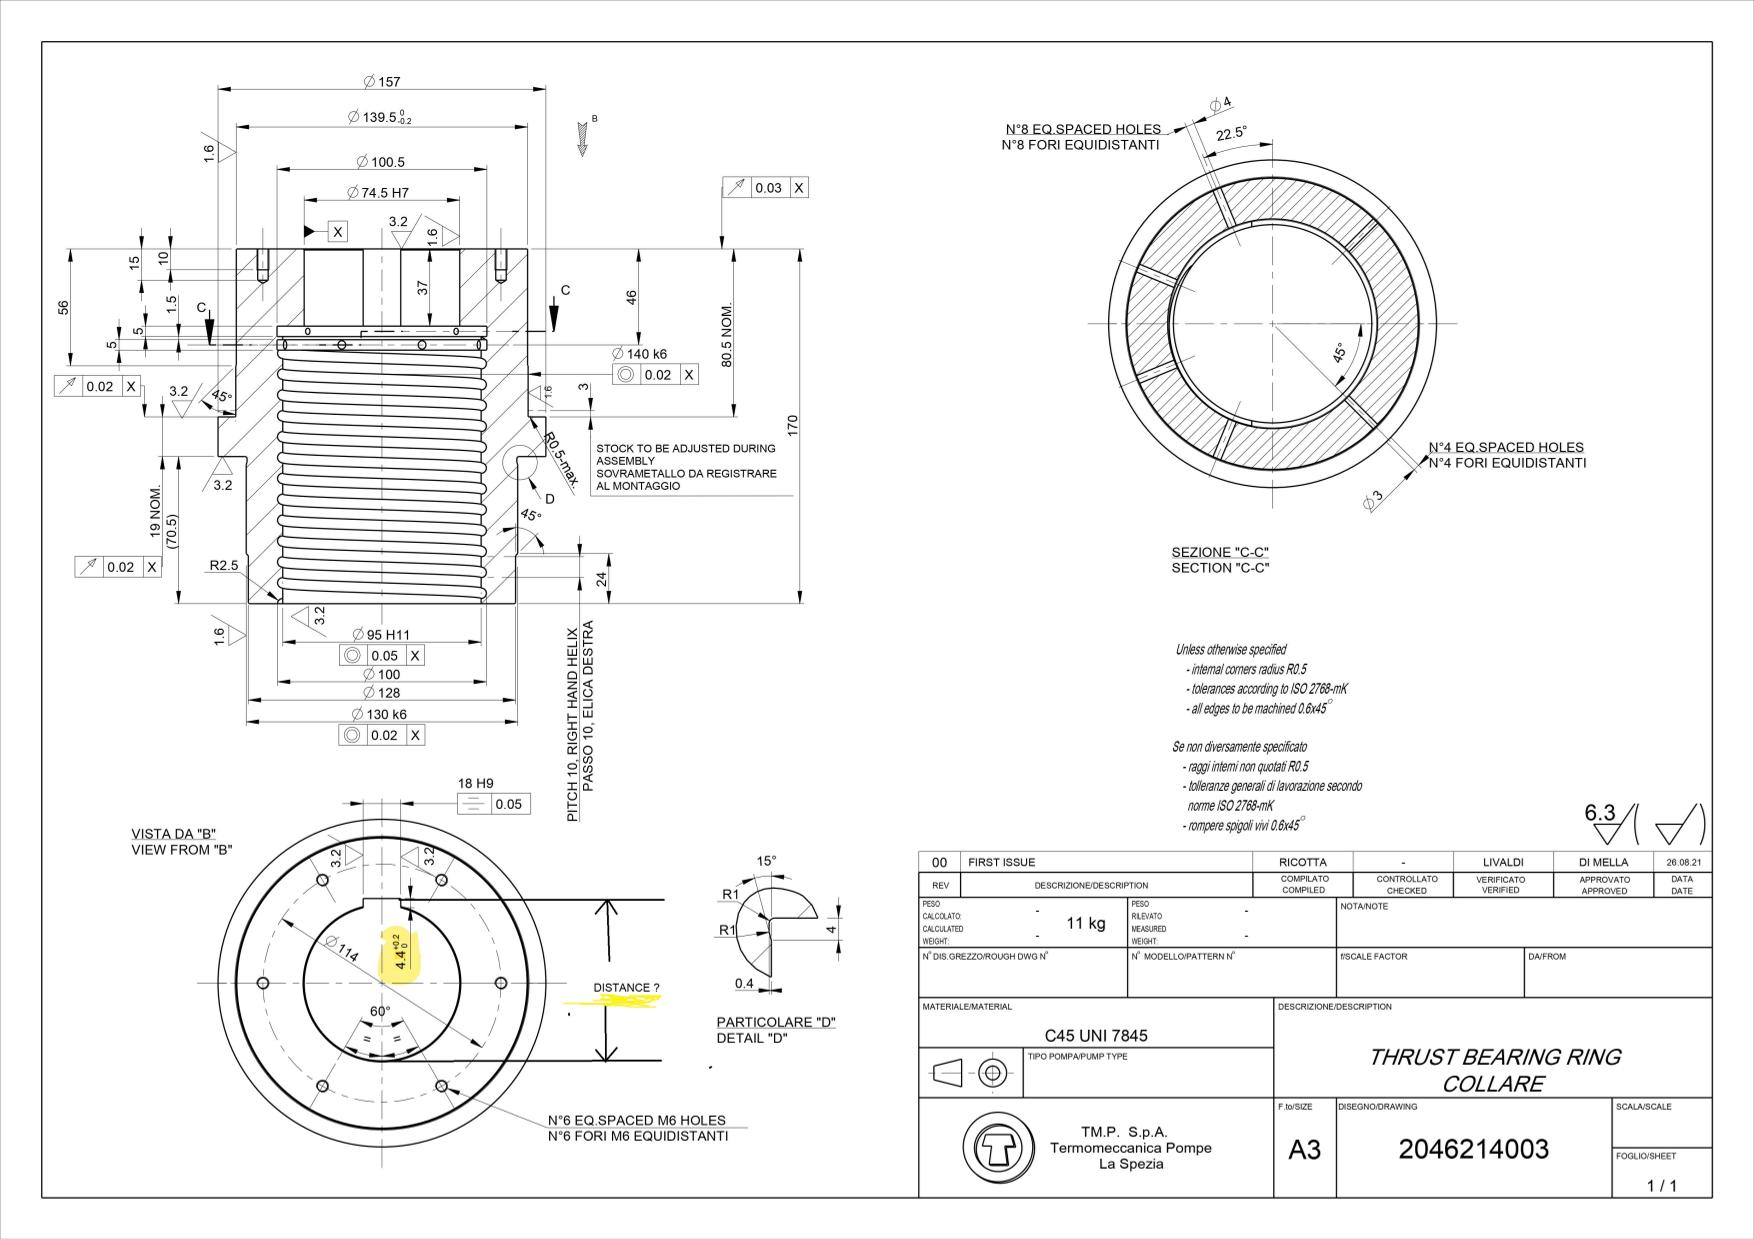 ⌀ 157
⌀ 139.5 0 -0.2
B
1.6
⌀ 100.5
⌀ 74.5 H7
X
3.2
1.6
0.03 X
15
10
56
1.5
C
5
5
37
C
46
80.5 NOM.
170
⌀ 140 k6
0.02 X
0.02 X
3.2
45°
1.6
3
R0.5-max.
STOCK TO BE ADJUSTED DURING
ASSEMBLY
SOVRAMETALLO DA REGISTRARE
AL MONTAGGIO
3.2
D
45°
19 NOM.
(70.5)
0.02 X
R2.5
24
3.2
1.6
⌀ 95 H11
0.05 X
⌀ 100
⌀ 128
⌀ 130 k6
0.02 X
PITCH 10, RIGHT HAND HELIX
PASSO 10, ELICA DESTRA
⌀ 4
N°8 EQ.SPACED HOLES
N°8 FORI EQUIDISTANTI
22.5°
45°
N°4 EQ.SPACED HOLES
N°4 FORI EQUIDISTANTI
⌀ 3
SEZIONE "C-C"
SECTION "C-C"
18 H9
0.05
VISTA DA "B"
VIEW FROM "B"
3.2
3.2
⌀ 114
4.4 +0.2 0
DISTANCE ?
60°
= =
N°6 EQ.SPACED M6 HOLES
N°6 FORI M6 EQUIDISTANTI
15°
R1
R1
4
0.4
PARTICOLARE "D"
DETAIL "D"
Unless otherwise specified
- internal corners radius R0.5
- tolerances according to ISO 2768-mK
- all edges to be machined 0.6x45°
Se non diversamente specificato
- raggi interni non quotati R0.5
- tolleranze generali di lavorazione secondo
norme ISO 2768-mK
- rompere spigoli vivi 0.6x45°
6.3 ( )
00 FIRST ISSUE RICOTTA - LIVALDI DI MELLA 26.08.21
REV DESCRIZIONE/DESCRIPTION COMPILATO COMPILED CONTROLLATO CHECKED VERIFICATO VERIFIED APPROVATO APPROVED DATA DATE
PESO
CALCOLATO: -
CALCULATED
WEIGHT: -
11 kg
PESO
RILEVATO -
MEASURED
WEIGHT: -
NOTA/NOTE
N° DIS.GREZZO/ROUGH DWG N°
N° MODELLO/PATTERN N°
f/SCALE FACTOR
DA/FROM
MATERIALE/MATERIAL
C45 UNI 7845
DESCRIZIONE/DESCRIPTION
THRUST BEARING RING
COLLARE
TIPO POMPA/PUMP TYPE
TM.P. S.p.A.
Termomeccanica Pompe
La Spezia
F.to/SIZE
A3
DISEGNO/DRAWING
2046214003
SCALA/SCALE
FOGLIO/SHEET
1 / 1